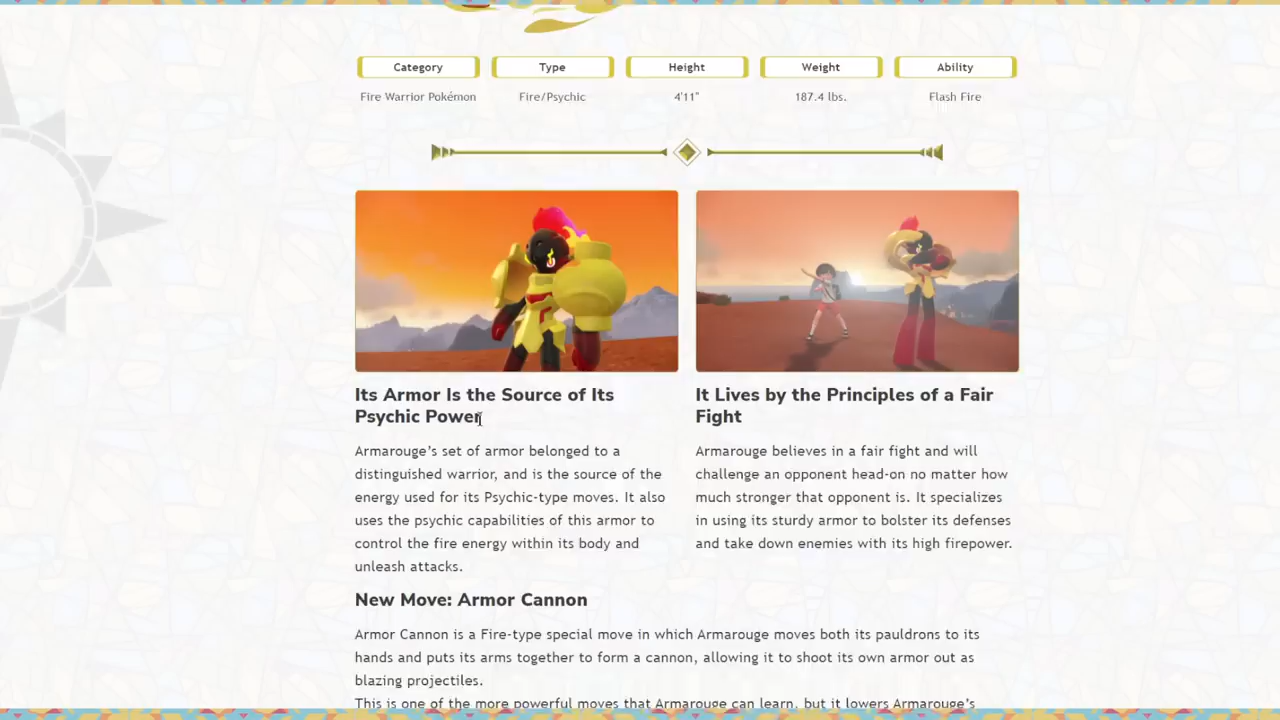 Category
Type
Height
Weight
Ability
Fire Warrior Pokémon
Fire/Psychic
4'11"
187.4 lbs.
Flash Fire
Its Armor Is the Source of Its
Psychic Power
Armarouge's set of armor belonged to a
distinguished warrior, and is the source of the
energy used for its Psychic-type moves. It also
uses the psychic capabilities of this armor to
control the fire energy within its body and
unleash attacks.
It Lives by the Principles of a Fair
Fight
Armarouge believes in a fair fight and will
challenge an opponent head-on no matter how
much stronger that opponent is. It specializes
in using its sturdy armor to bolster its defenses
and take down enemies with its high firepower.
New Move: Armor Cannon
Armor Cannon is a Fire-type special move in which Armarouge moves both its pauldrons to its
hands and puts its arms together to form a cannon, allowing it to shoot its own armor out as
blazing projectiles.
This is one of the more powerful moves that Armarouge can learn, but it lowers Armarouge's